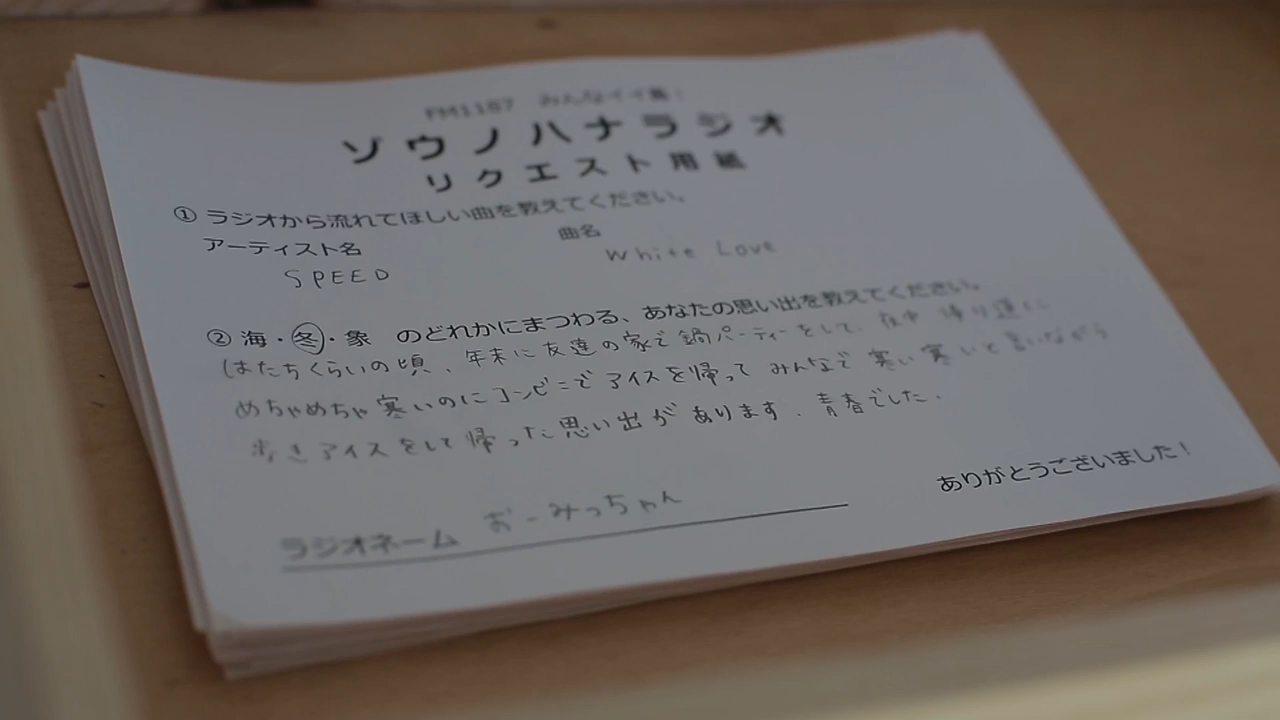 FM1187 みんなイイ象!
ゾウノハナラジオ
リクエスト用紙
① ラジオから流れてほしい曲を教えてください。
アーティスト名 曲名
SPEED White Love
② 海・冬・象 のどれかにまつわる、あなたの思い出を教えてください。
はたちくらいの頃、年末に友達の家で鍋パーティーをして、夜中 帰り道に
めちゃめちゃ寒いのにコンビニでアイスを帰って みんなで 寒い寒いと言いながら
歩きアイスをして帰った思い出があります。青春でした。
ありがとうございました!
ラジオネーム おーみっちゃん